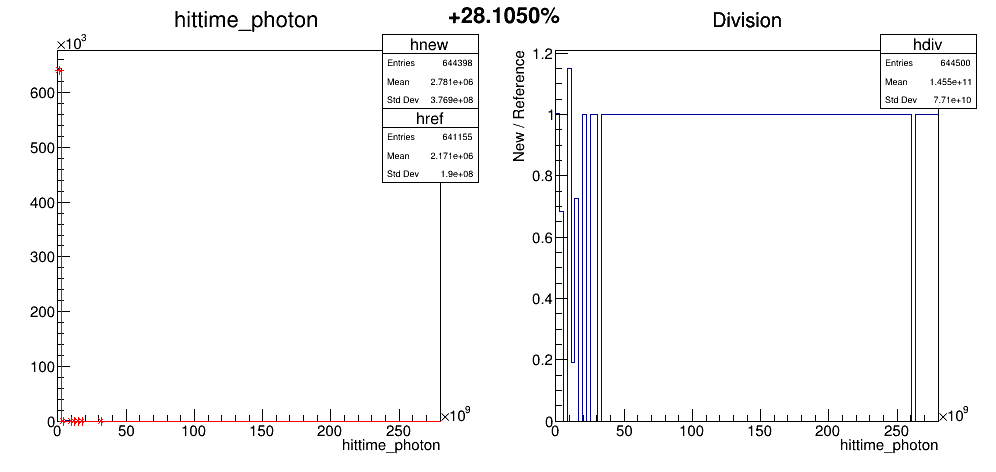 +28.1050%
hittime_photon
×10³
hnew
Entries 644398
Mean 2.781e+06
Std Dev 3.769e+08
href
Entries 641155
Mean 2.171e+06
Std Dev 1.9e+08
600
500
400
300
200
100
0
0 50 100 150 200 250 ×10⁹
hittime_photon
Division
hdiv
Entries 644500
Mean 1.455e+11
Std Dev 7.71e+10
New / Reference
1.2
1
0.8
0.6
0.4
0.2
0
0 50 100 150 200 250 ×10⁹
hittime_photon